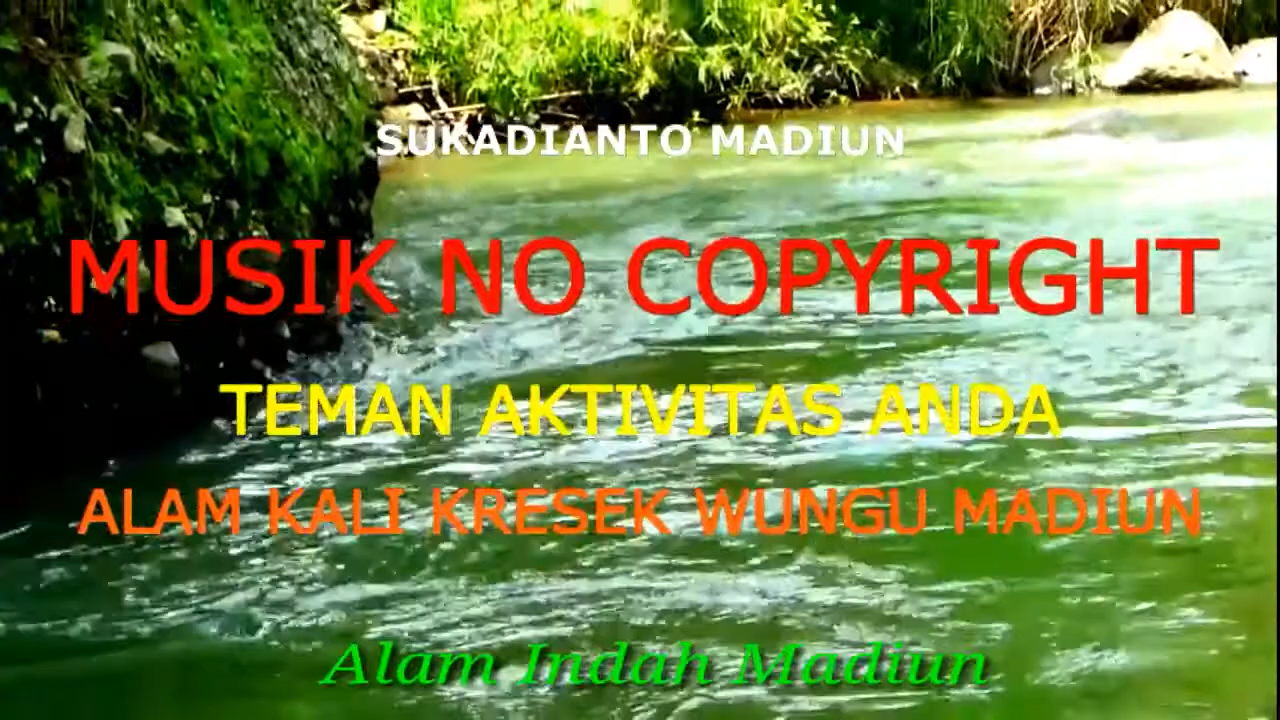 SUKADIANTO MADIUN
MUSIK NO COPYRIGHT
TEMAN AKTIVITAS ANDA
ALAM KALI KRESEK WUNGU MADIUN
Alam Indah Madiun